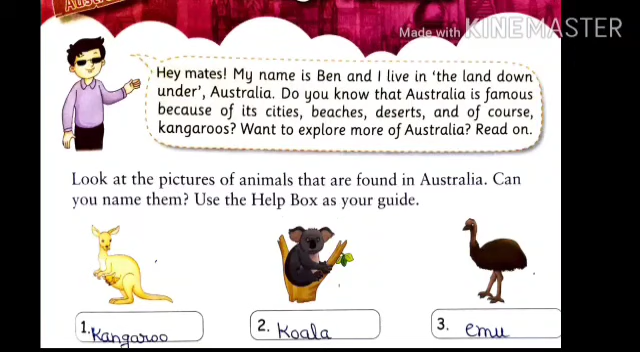 Made with KINEMASTER
Hey mates! My name is Ben and I live in 'the land down
under', Australia. Do you know that Australia is famous
because of its cities, beaches, deserts, and of course,
kangaroos? Want to explore more of Australia? Read on.
Look at the pictures of animals that are found in Australia. Can
you name them? Use the Help Box as your guide.
1. Kangaroo
2. Koala
3. emu